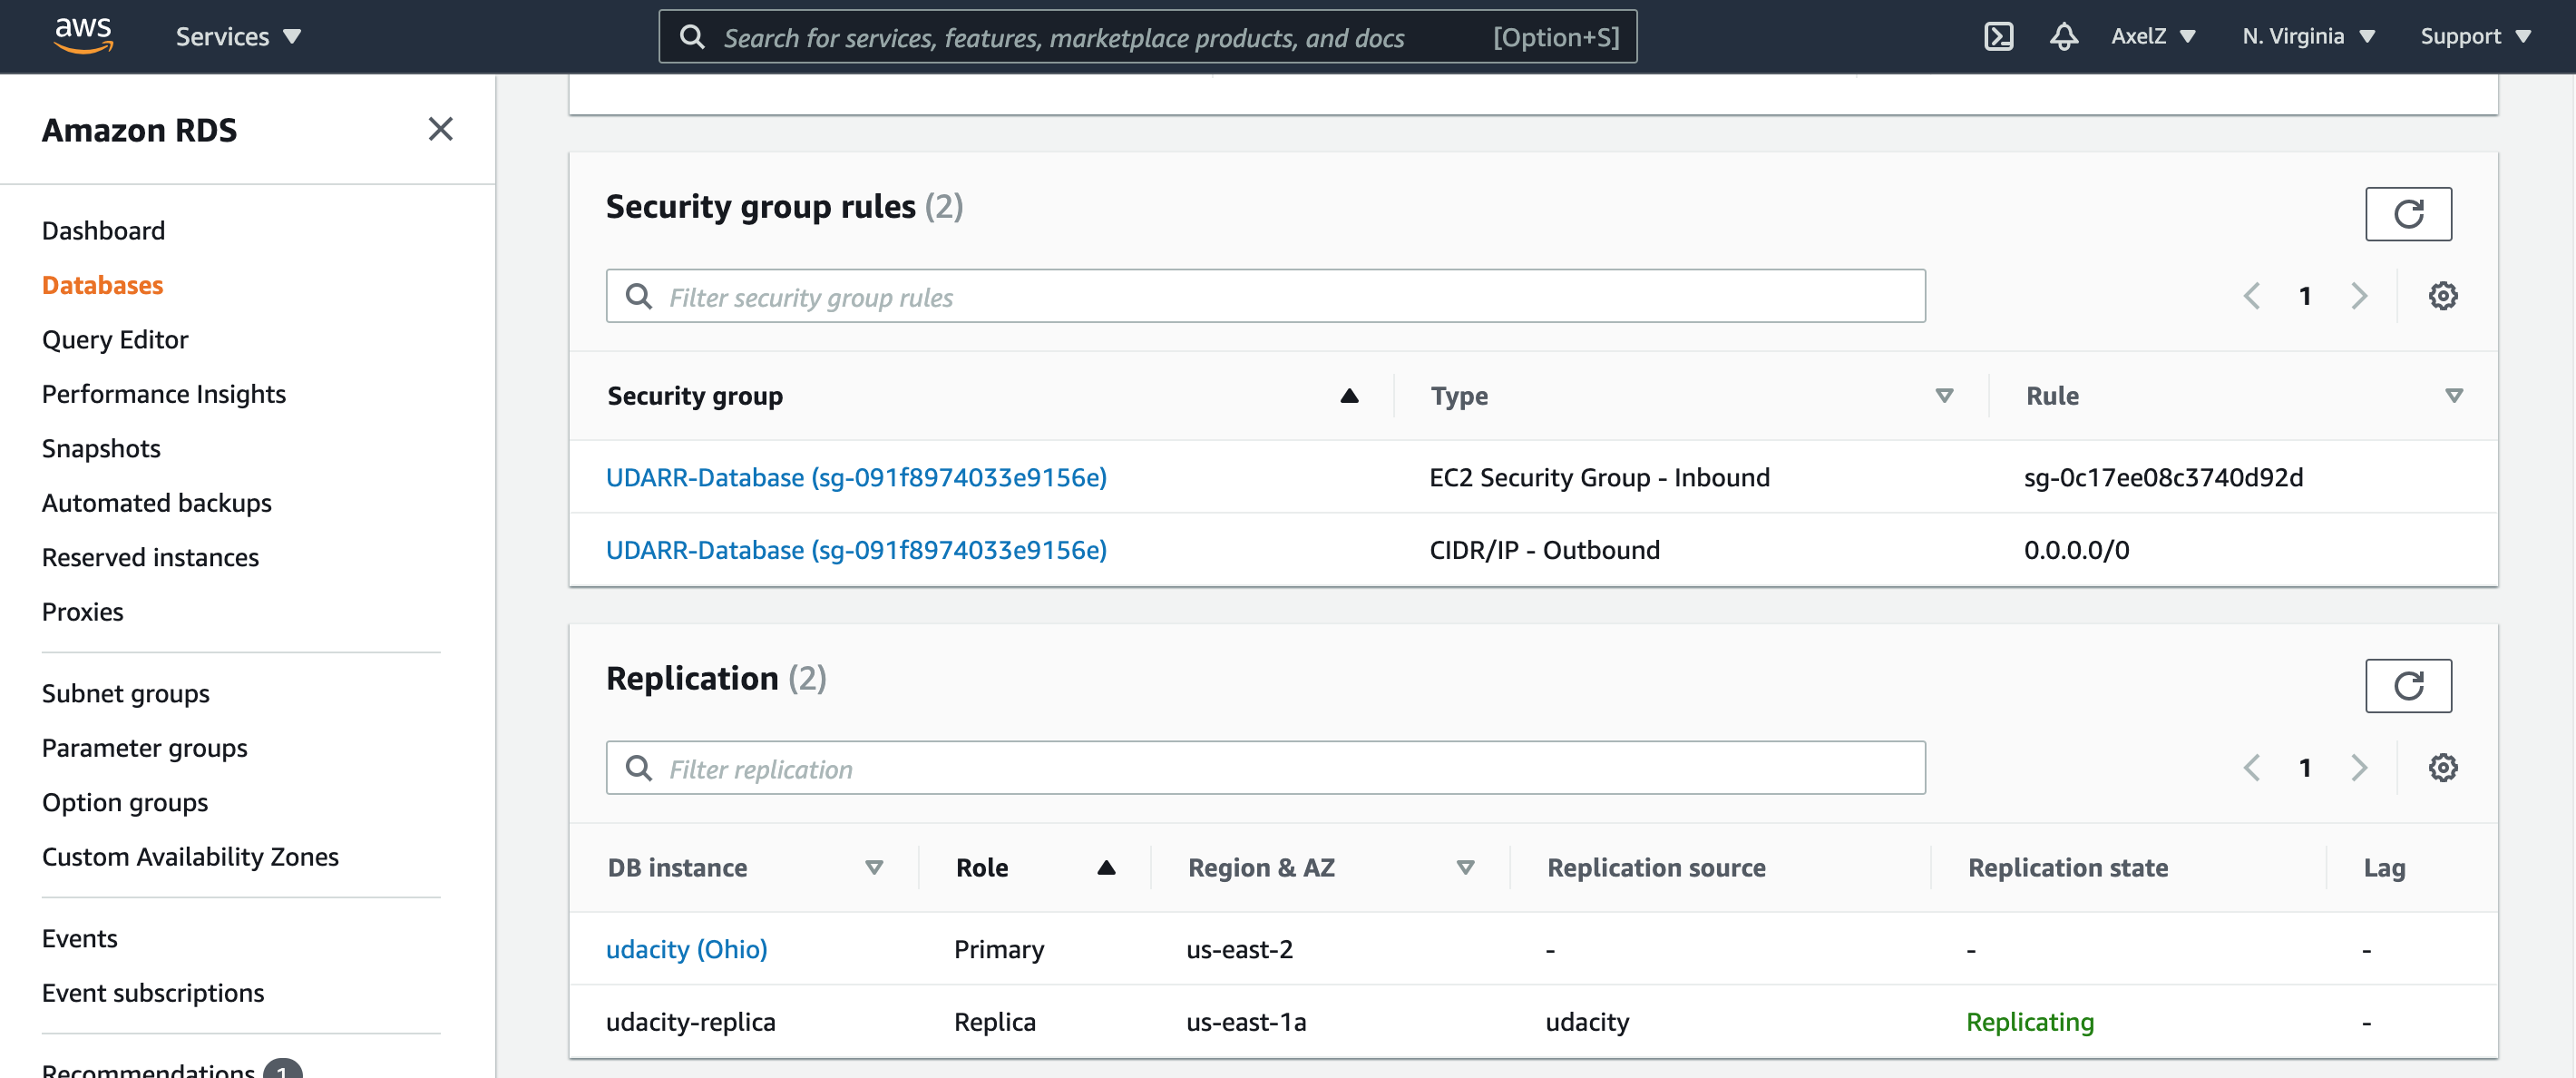 aws Services Search for services, features, marketplace products, and docs [Option+S] AxelZ N. Virginia Support
Amazon RDS
Dashboard
Databases
Query Editor
Performance Insights
Snapshots
Automated backups
Reserved instances
Proxies
Subnet groups
Parameter groups
Option groups
Custom Availability Zones
Events
Event subscriptions
Recommendations 1
Security group rules (2)
Filter security group rules
1
Security group Type Rule
UDARR-Database (sg-091f8974033e9156e) EC2 Security Group - Inbound sg-0c17ee08c3740d92d
UDARR-Database (sg-091f8974033e9156e) CIDR/IP - Outbound 0.0.0.0/0
Replication (2)
Filter replication
1
DB instance Role Region & AZ Replication source Replication state Lag
udacity (Ohio) Primary us-east-2 - - -
udacity-replica Replica us-east-1a udacity Replicating -